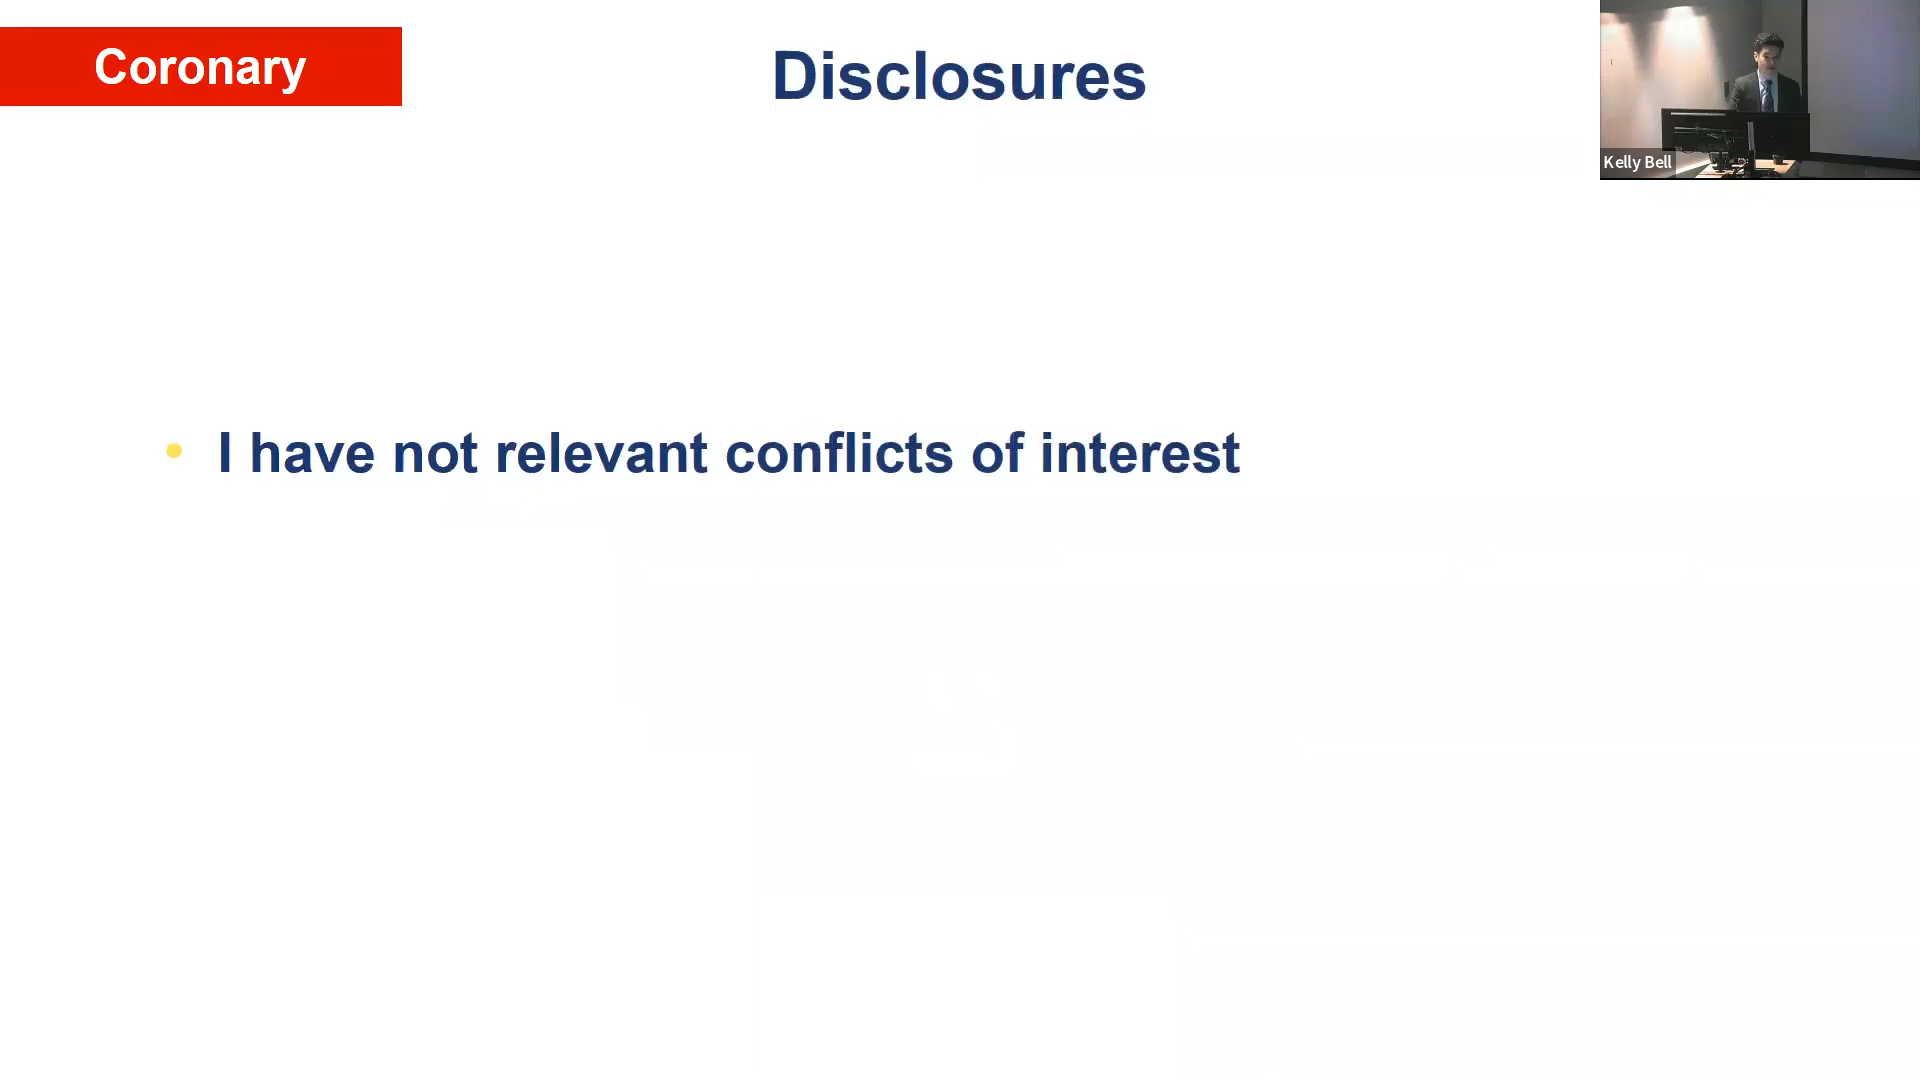 Coronary
Disclosures
Kelly Bell
• I have not relevant conflicts of interest